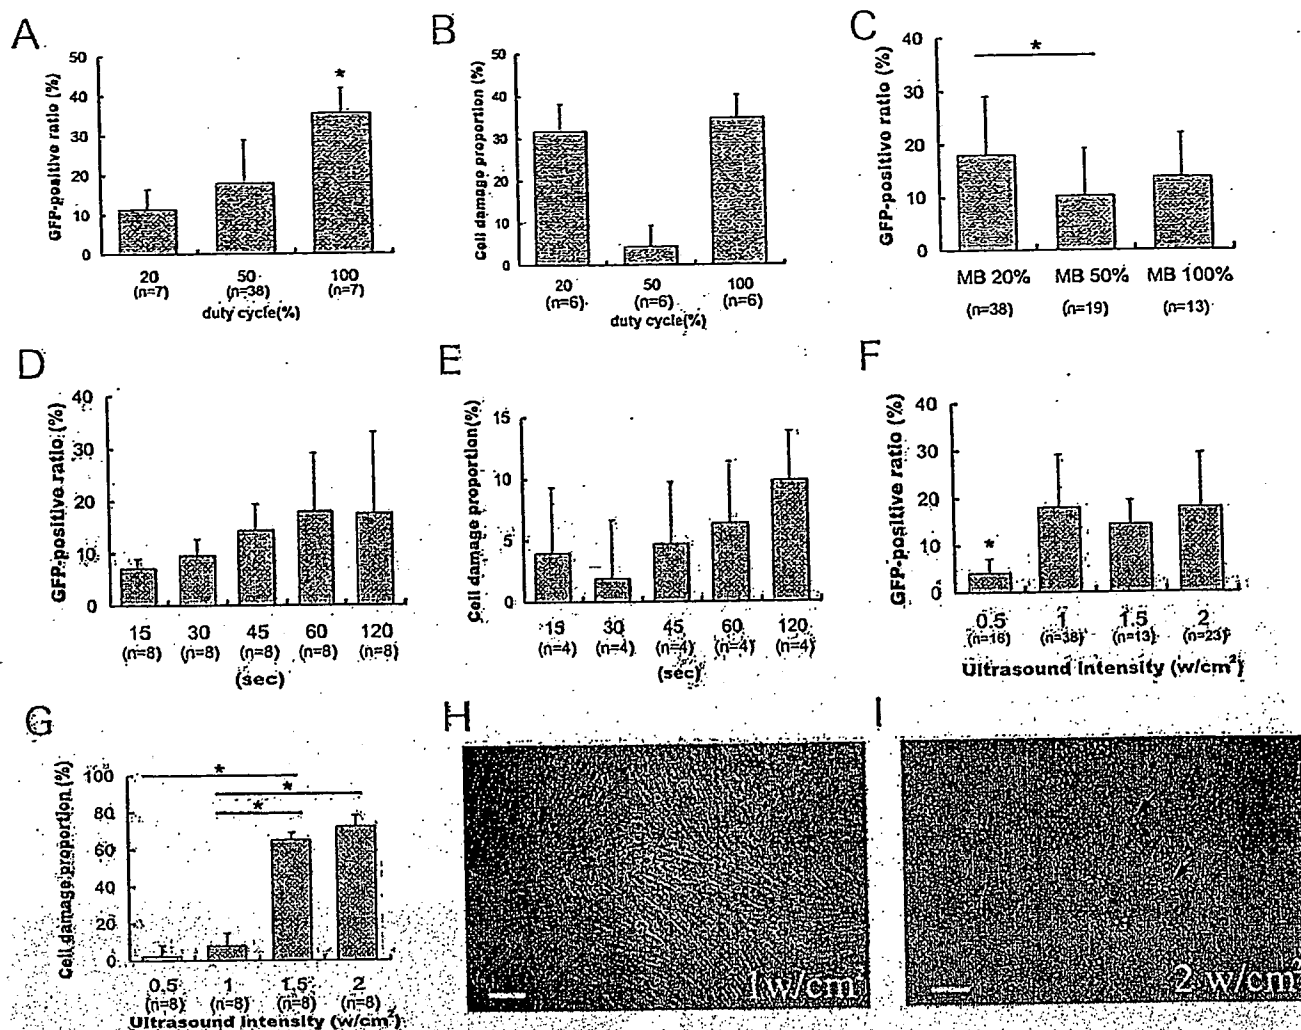 A
GFP-positive ratio (%)
50
40
30
20
10
0
*
20 50 100
(n=7) (n=38) (n=7)
duty cycle(%)
B
Cell damage proportion (%)
50
40
30
20
10
0
20 50 100
(n=6) (n=6) (n=6)
duty cycle(%)
C
GFP-positive ratio (%)
40
30
20
10
0
*
MB 20% MB 50% MB 100%
(n=38) (n=19) (n=13)
D
GFP-positive ratio (%)
40
30
20
10
0
15 30 45 60 120
(n=8) (n=8) (n=8) (n=8) (n=8)
(sec)
E
Cell damage proportion(%)
15
10
5
0
15 30 45 60 120
(n=4) (n=4) (n=4) (n=4) (n=4)
(sec)
F
GFP-positive ratio (%)
40
30
20
10
0
*
0.5 1 1.5 2
(n=16) (n=38) (n=13) (n=23)
Ultrasound Intensity (w/cm²)
G
Cell damage proportion (%)
100
80
60
40
20
0
*
*
*
0.5 1 1.5 2
(n=8) (n=8) (n=8) (n=8)
Ultrasound Intensity (w/cm²)
H
1w/cm
I
2 w/cm